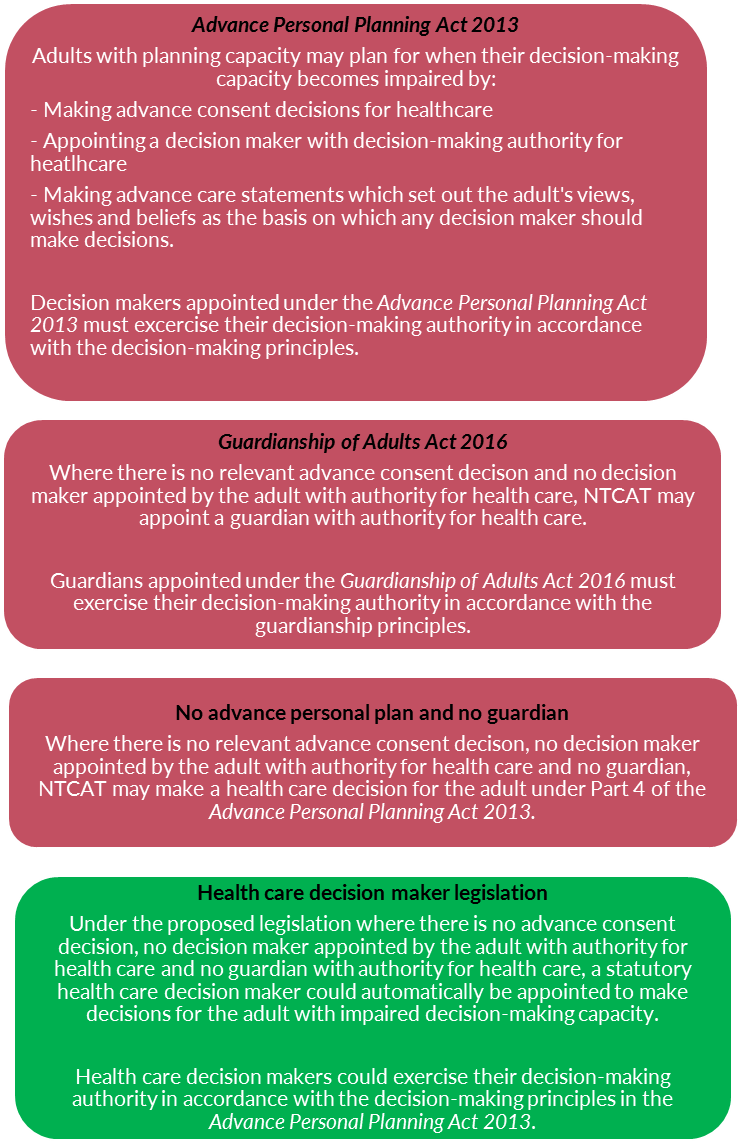 Advance Personal Planning Act 2013
Adults with planning capacity may plan for when their decision-making
capacity becomes impaired by:
- Making advance consent decisions for healthcare
- Appointing a decision maker with decision-making authority for
heatlhcare
- Making advance care statements which set out the adult's views,
wishes and beliefs as the basis on which any decision maker should
make decisions.
Decision makers appointed under the Advance Personal Planning Act
2013 must excercise their decision-making authority in accordance
with the decision-making principles.
Guardianship of Adults Act 2016
Where there is no relevant advance consent decison and no decision
maker appointed by the adult with authority for health care, NTCAT may
appoint a guardian with authority for health care.
Guardians appointed under the Guardianship of Adults Act 2016 must
exercise their decision-making authority in accordance with the
guardianship principles.
No advance personal plan and no guardian
Where there is no relevant advance consent decison, no decision maker
appointed by the adult with authority for health care and no guardian,
NTCAT may make a health care decision for the adult under Part 4 of the
Advance Personal Planning Act 2013.
Health care decision maker legislation
Under the proposed legislation where there is no advance consent
decision, no decision maker appointed by the adult with authority for
health care and no guardian with authority for health care, a statutory
health care decision maker could automatically be appointed to make
decisions for the adult with impaired decision-making capacity.
Health care decision makers could exercise their decision-making
authority in accordance with the decision-making principles in the
Advance Personal Planning Act 2013.